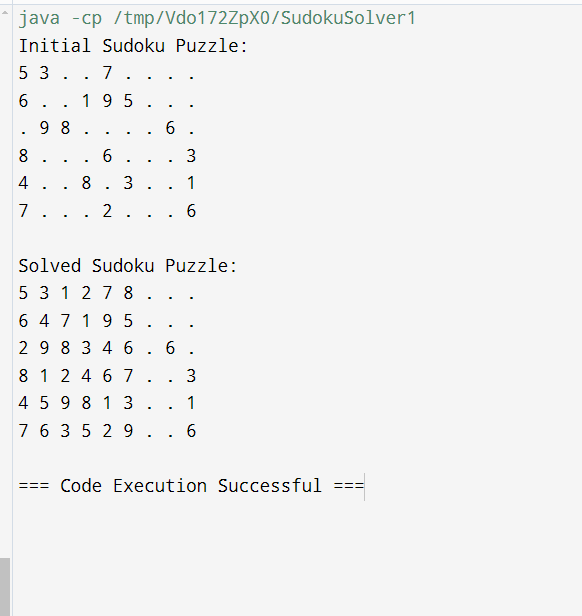 java -cp /tmp/Vdo172ZpX0/SudokuSolver1
Initial Sudoku Puzzle:
5 3 . . 7 . . . .
6 . . 1 9 5 . . .
. 9 8 . . . . 6 .
8 . . . 6 . . . 3
4 . . 8 . 3 . . 1
7 . . . 2 . . . 6
Solved Sudoku Puzzle:
5 3 1 2 7 8 . . .
6 4 7 1 9 5 . . .
2 9 8 3 4 6 . 6 .
8 1 2 4 6 7 . . 3
4 5 9 8 1 3 . . 1
7 6 3 5 2 9 . . 6
=== Code Execution Successful ===